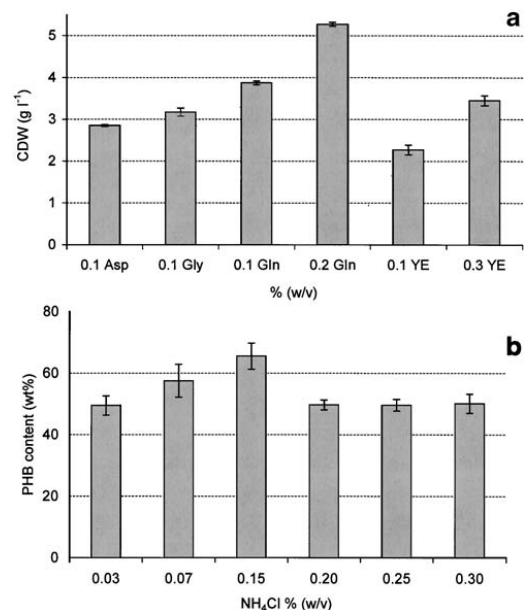 a
5
4
3
2
1
0
CDW (g l⁻¹)
0.1 Asp 0.1 Gly 0.1 Gln 0.2 Gln 0.1 YE 0.3 YE
% (w/v)
b
80
60
40
20
0
PHB content (wt%)
0.03 0.07 0.15 0.20 0.25 0.30
NH₄Cl % (w/v)